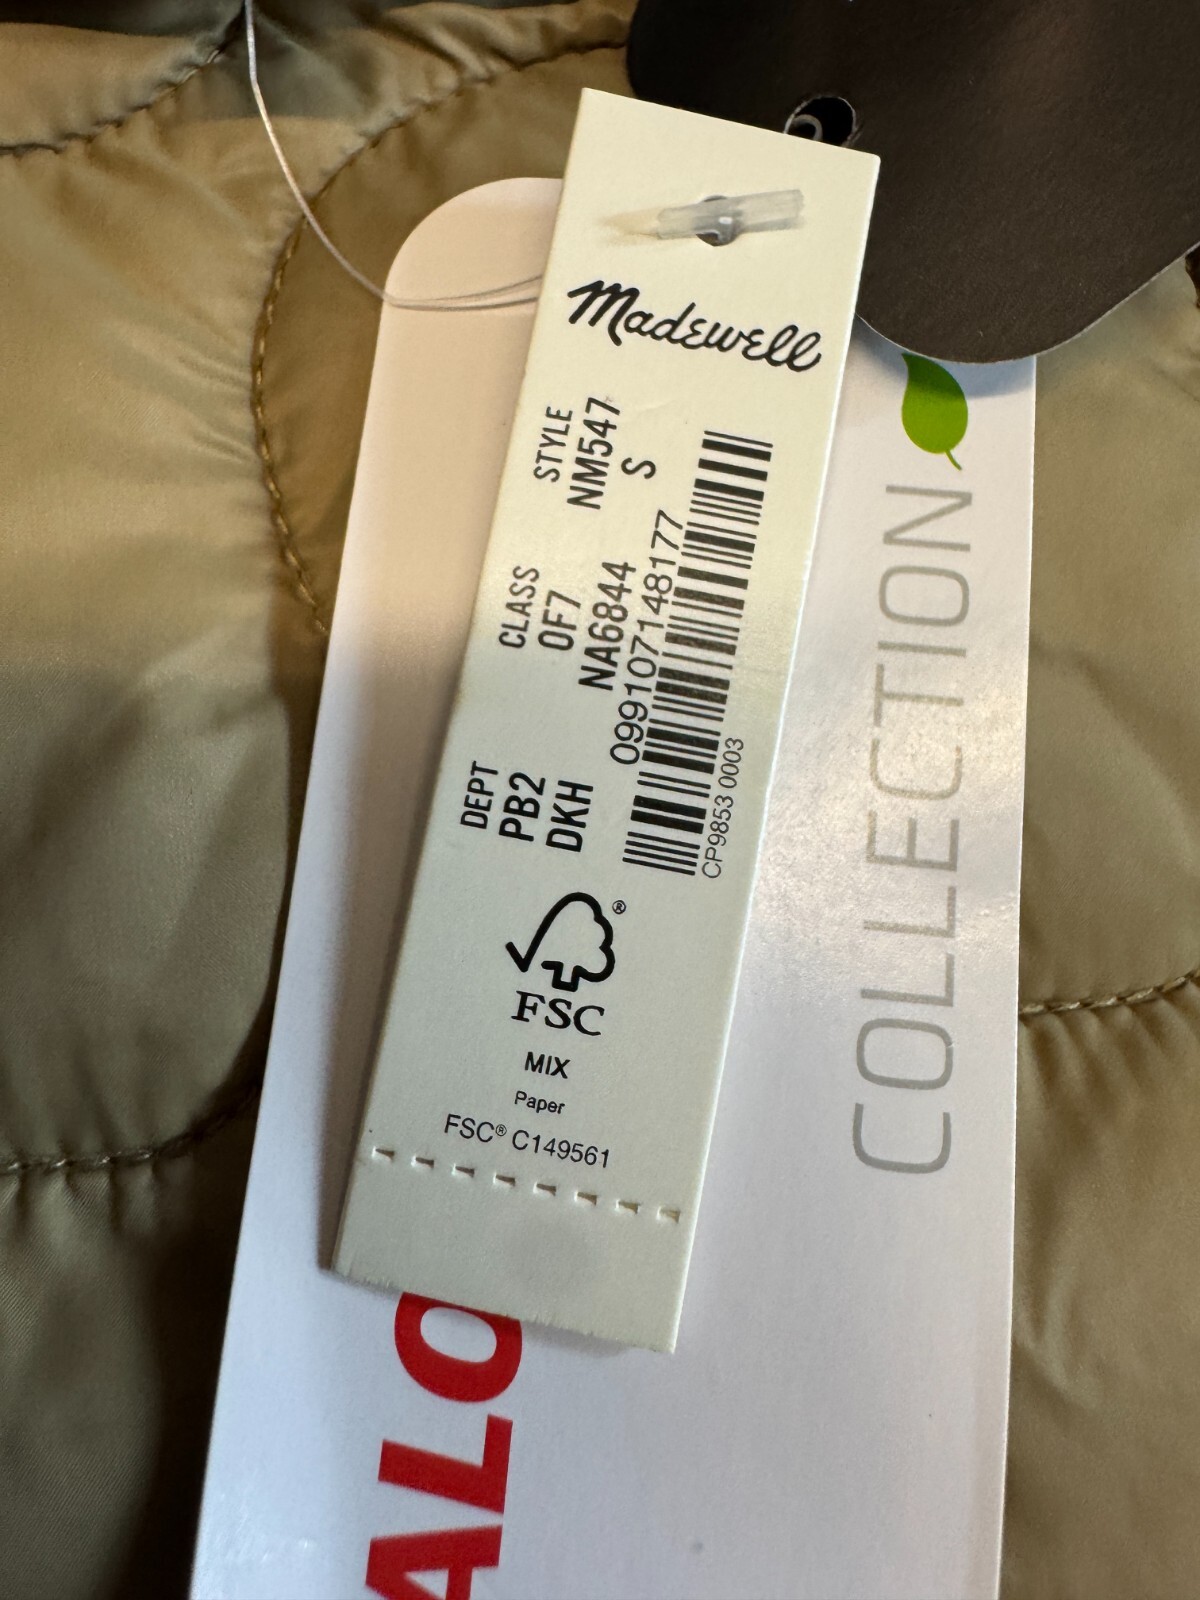 Madewell
STYLE
NM547
S
CLASS
0F7
NA6844
DEPT
PB2
DKH
099107148177
CP9853 0003
FSC®
MIX
Paper
FSC® C149561
COLLECTION
ALO